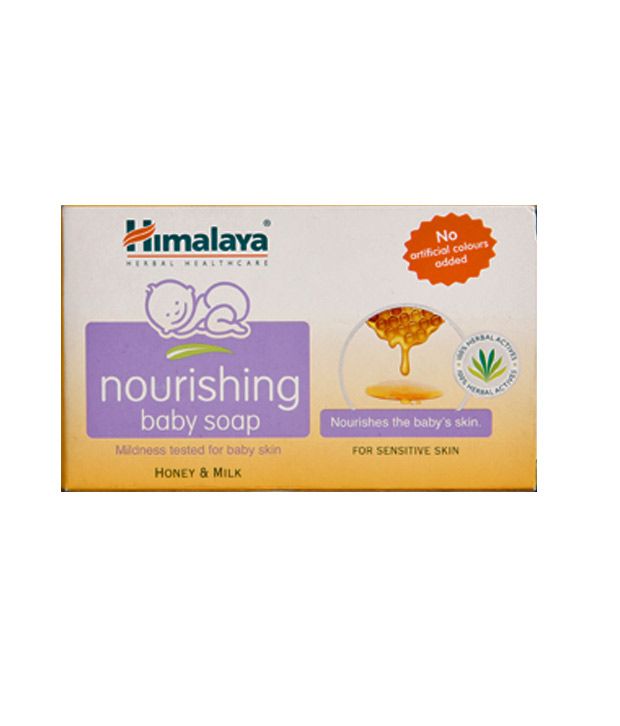 Himalaya®
HERBAL HEALTHCARE
No
artificial colours
added
nourishing
baby soap
Mildness tested for baby skin
HONEY & MILK
100% HERBAL ACTIVES
100% HERBAL ACTIVES
Nourishes the baby's skin.
FOR SENSITIVE SKIN